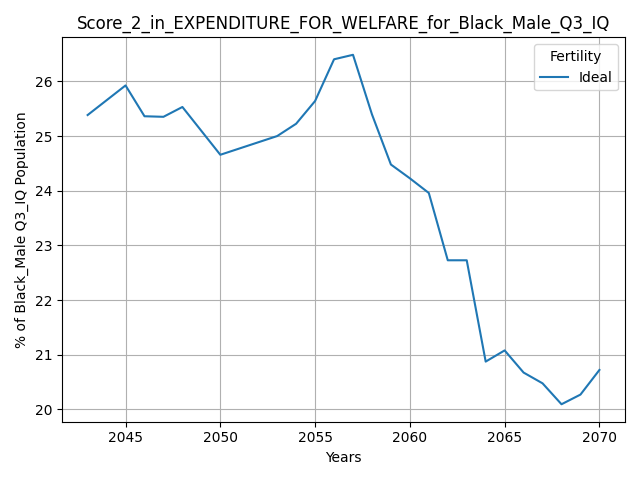 Score_2_in_EXPENDITURE_FOR_WELFARE_for_Black_Male_Q3_IQ
Fertility
Ideal
% of Black_Male Q3_IQ Population
26
25
24
23
22
21
20
2045 2050 2055 2060 2065 2070
Years